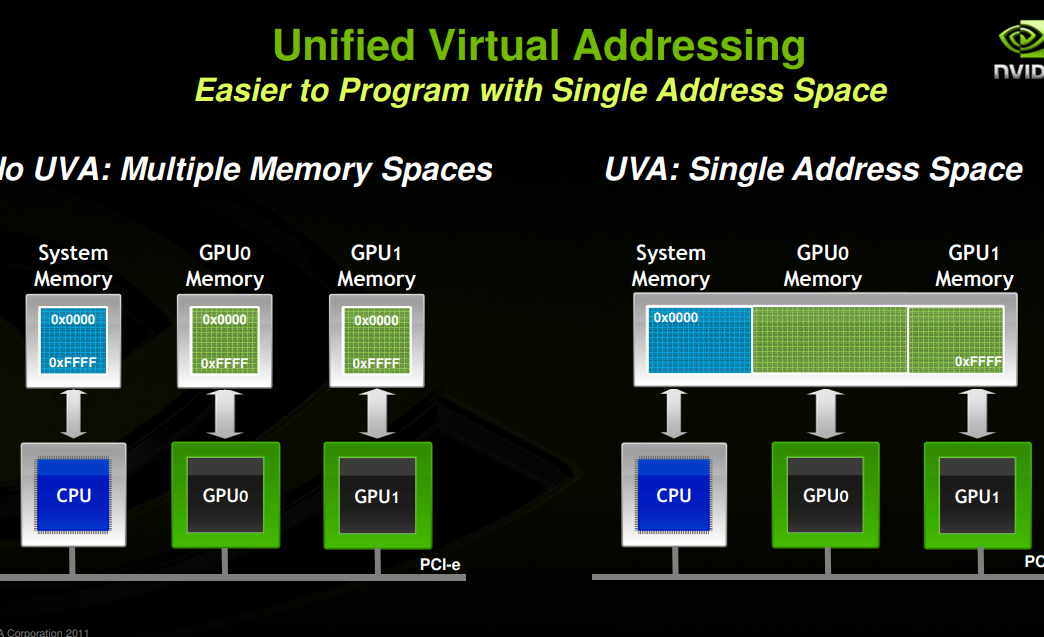 Unified Virtual Addressing
Easier to Program with Single Address Space
NVID
lo UVA: Multiple Memory Spaces
UVA: Single Address Space
System
Memory
GPU0
Memory
GPU1
Memory
0x0000
0xFFFF
0x0000
0xFFFF
0x0000
0xFFFF
CPU
GPU0
GPU1
PCI-e
System
Memory
GPU0
Memory
GPU1
Memory
0x0000
0xFFFF
CPU
GPU0
GPU1
PC
A Corporation 2011